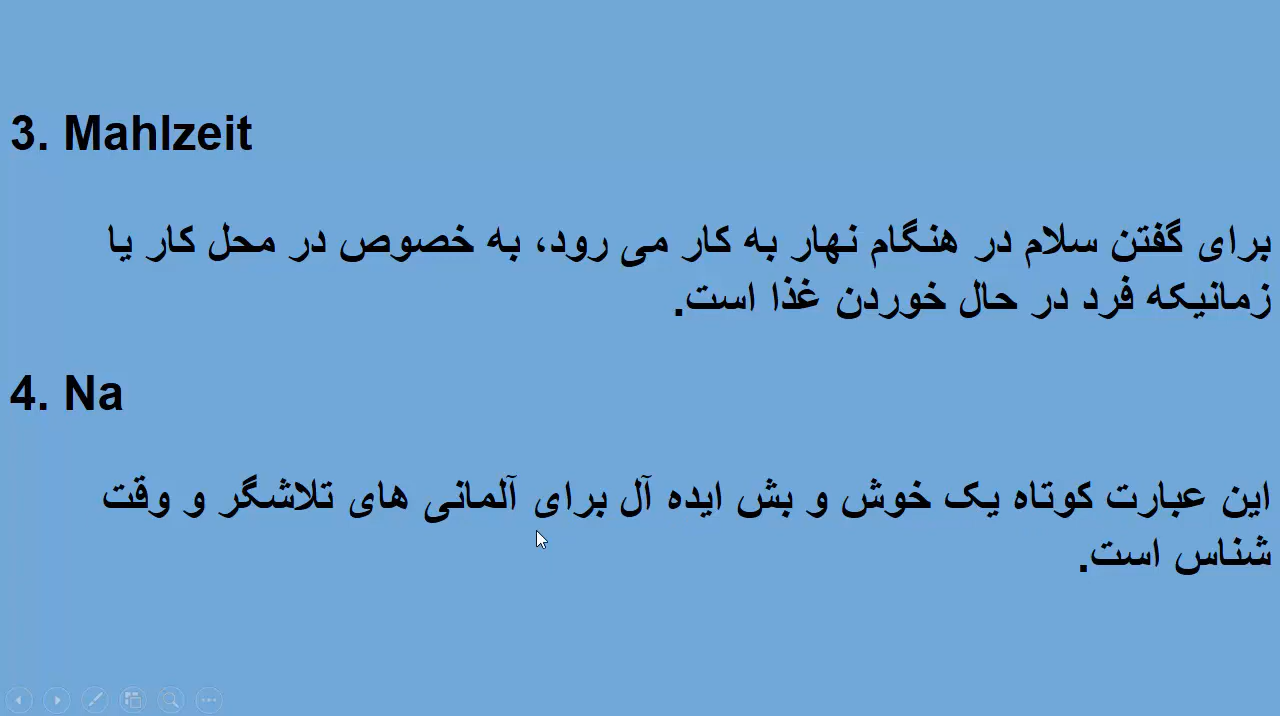 3. Mahlzeit
برای گفتن سلام در هنگام نهار به کار می رود، به خصوص در محل کار یا
زمانیکه فرد در حال خوردن غذا است.
4. Na
این عبارت کوتاه یک خوش و بش ایده آل برای آلمانی های تلاشگر و وقت
شناس است.